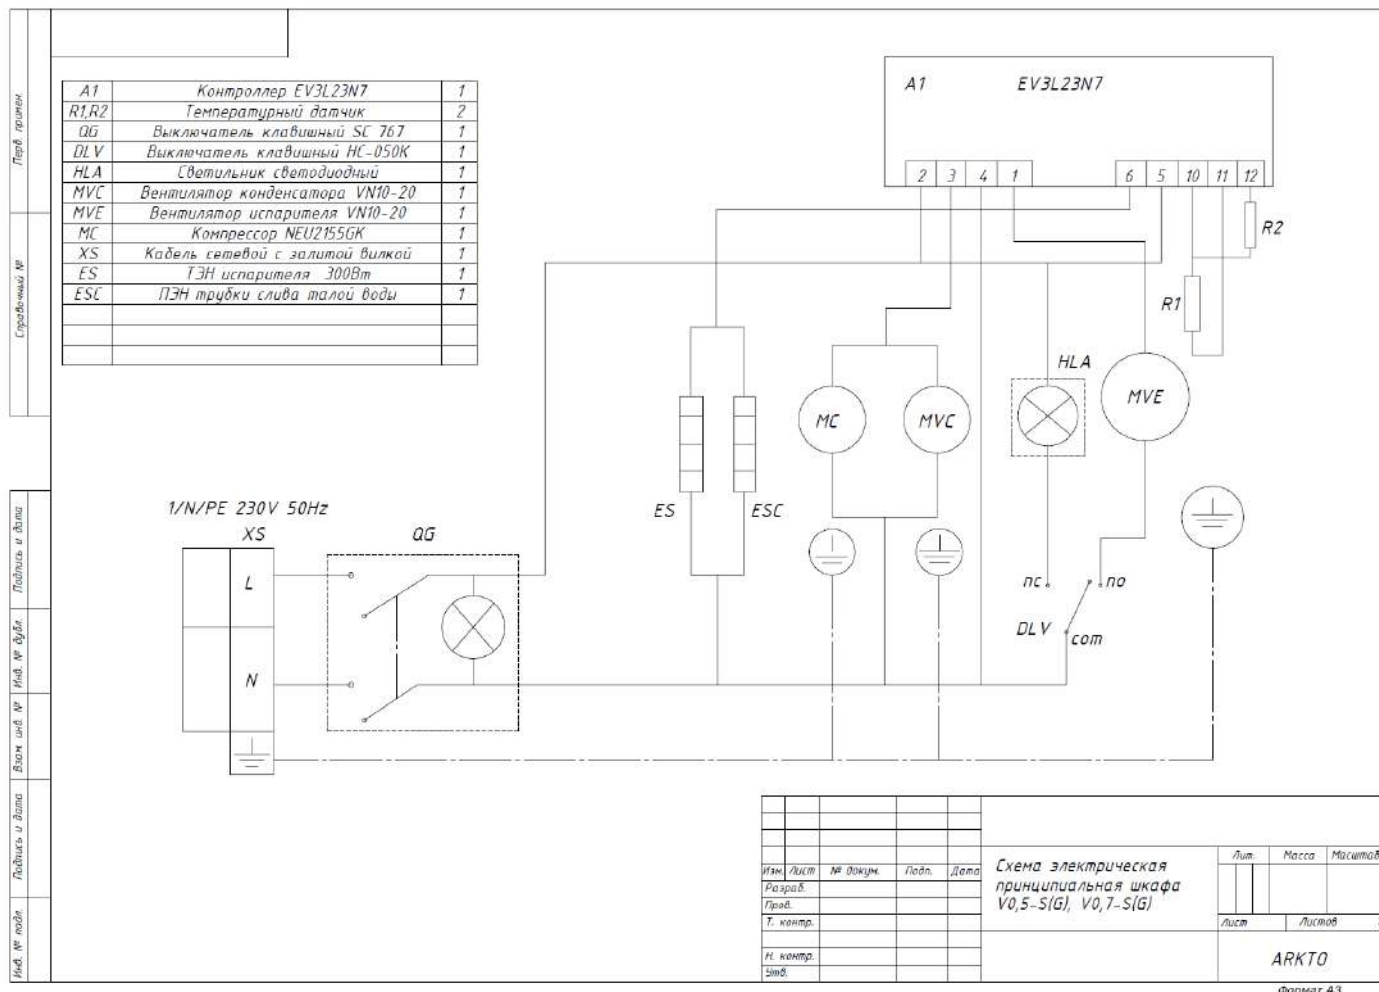 A1 Контроллер EV3L23N7 1
R1,R2 Температурный датчик 2
QG Выключатель клавишный SC 767 1
DLV Выключатель клавишный НС-050К 1
HLA Светильник светодиодный 1
MVC Вентилятор конденсатора VN10-20 1
MVE Вентилятор испарителя VN10-20 1
MC Компрессор NEU2155GK 1
XS Кабель сетевой с залитой вилкой 1
ES ТЭН испарителя 300Вт 1
ESC ПЭН трубки слива талой воды 1
A1 EV3L23N7
2 3 4 1 6 5 10 11 12
R2
R1
HLA
MC
MVC
MVE
ES
ESC
1/N/PE 230V 50Hz
XS
QG
L
N
nc
no
DLV
com
Перв. примен.
Справочный №
Подпись и дата
Инв. № дубл.
Взам. инв. №
Подпись и дата
Инв. № подл.
Изм. Лист № докум. Подп. Дата
Разраб.
Пров.
Т. контр.
Н. контр.
Утв.
Схема электрическая
принципиальная шкафа
V0,5-S(G), V0,7-S(G)
Лит. Масса Масштаб
Лист Листов
ARKTO
Формат А3